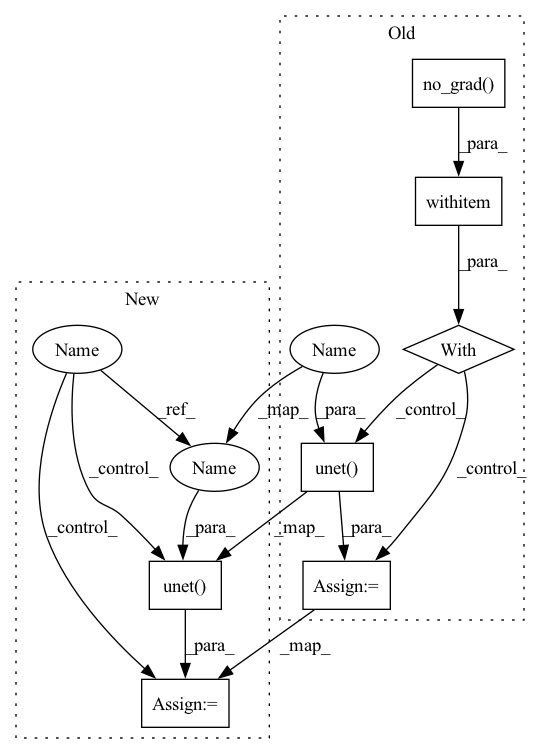 Old
no_grad()
_para_
withitem
_para_
New
Name
Name
With
_ref_
_map_
_para_
_control_
_control_
Name
unet()
_control_
_control_
_para_
_map_
_para_
unet()
Assign:=
_para_
_map_
Assign:=